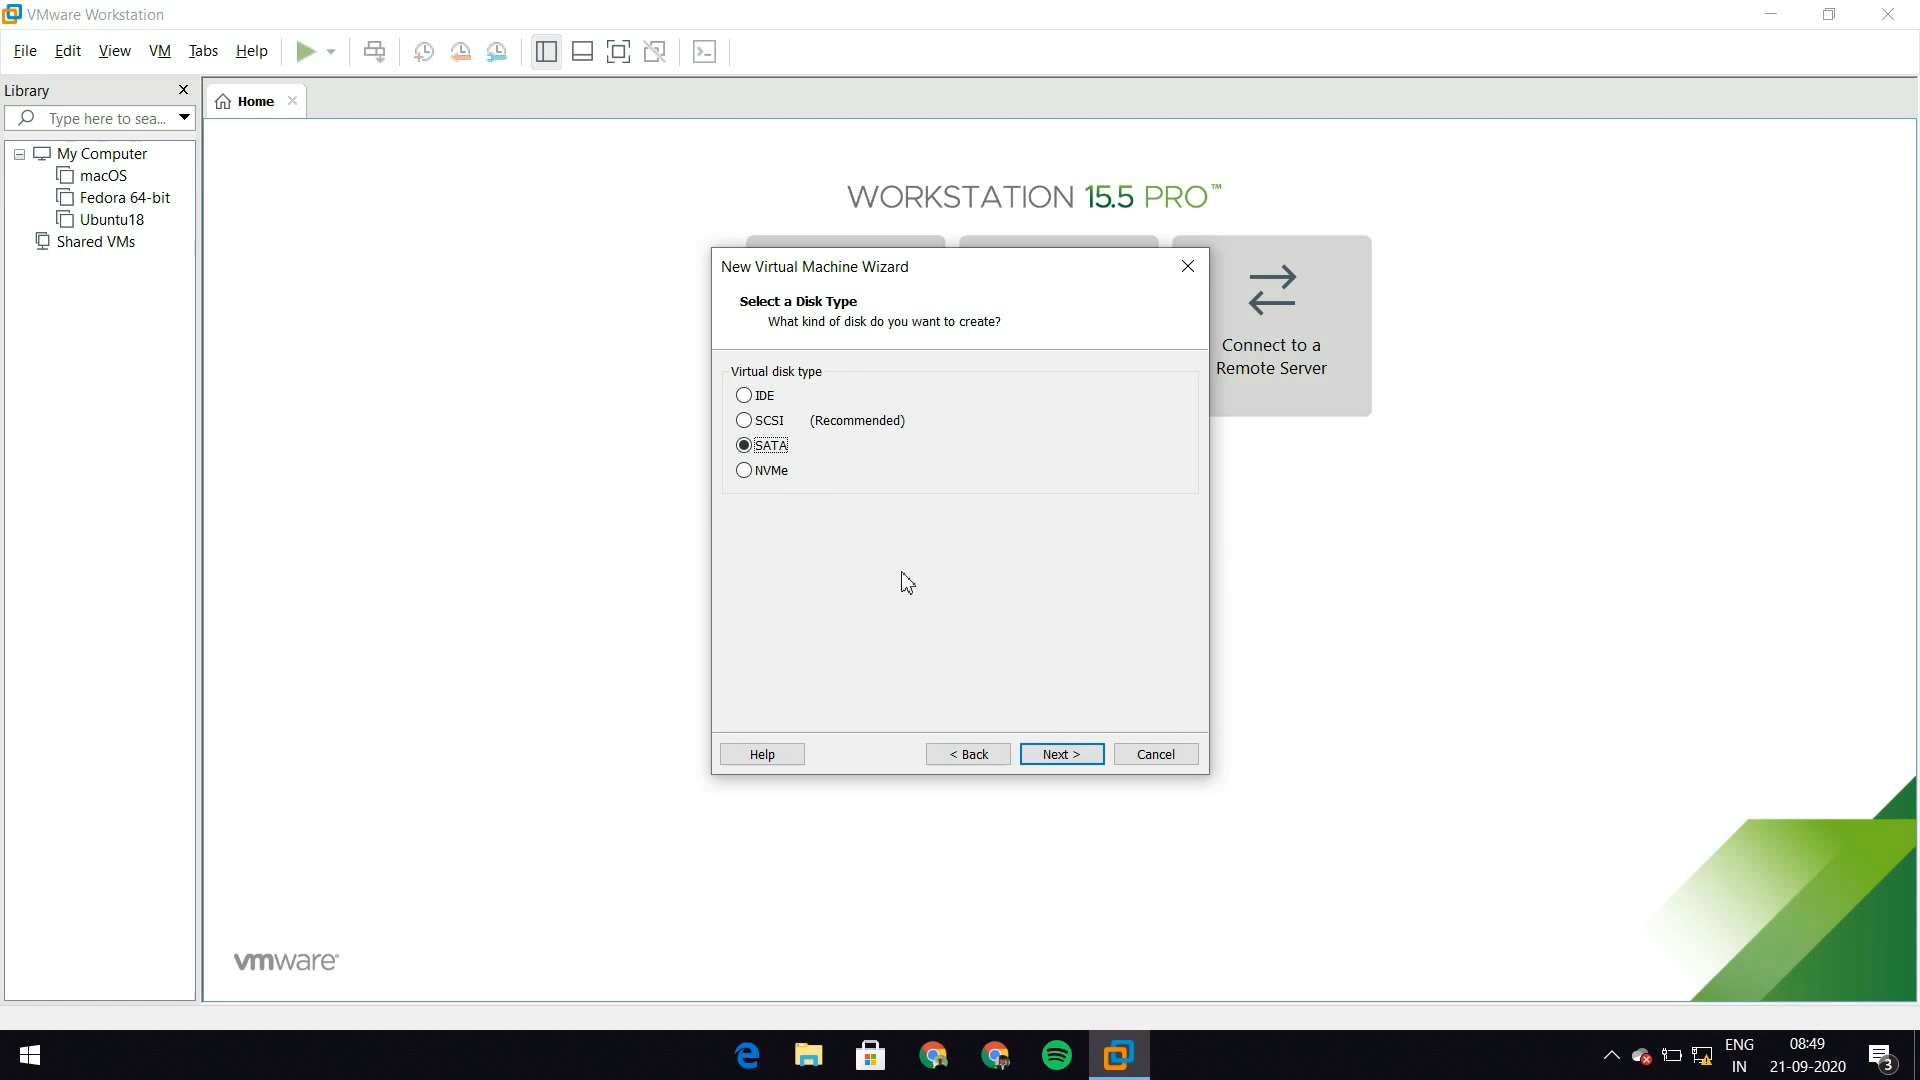 VMware Workstation
File Edit View VM Tabs Help
Library
Type here to sea...
My Computer
macOS
Fedora 64-bit
Ubuntu18
Shared VMs
Home
WORKSTATION 15.5 PRO™
New Virtual Machine Wizard
Select a Disk Type
What kind of disk do you want to create?
Virtual disk type
IDE
SCSI (Recommended)
SATA
NVMe
Help < Back Next > Cancel
Connect to a
Remote Server
vmware
ENG
IN
08:49
21-09-2020
3